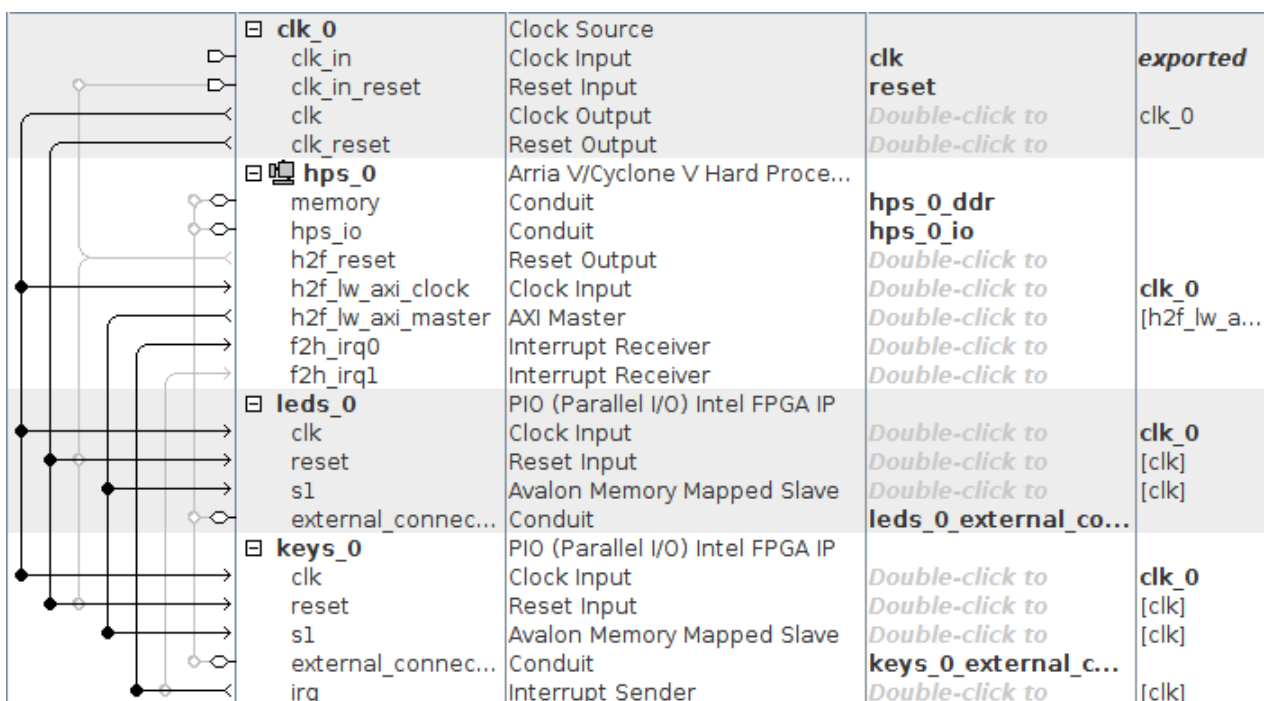 clk_0 Clock Source
clk_in Clock Input clk exported
clk_in_reset Reset Input reset
clk Clock Output Double-click to clk_0
clk_reset Reset Output Double-click to
hps_0 Arria V/Cyclone V Hard Proce...
memory Conduit hps_0_ddr
hps_io Conduit hps_0_io
h2f_reset Reset Output Double-click to
h2f_lw_axi_clock Clock Input Double-click to clk_0
h2f_lw_axi_master AXI Master Double-click to [h2f_lw_a...
f2h_irq0 Interrupt Receiver Double-click to
f2h_irq1 Interrupt Receiver Double-click to
leds_0 PIO (Parallel I/O) Intel FPGA IP
clk Clock Input Double-click to clk_0
reset Reset Input Double-click to [clk]
s1 Avalon Memory Mapped Slave Double-click to [clk]
external_connec... Conduit leds_0_external_co...
keys_0 PIO (Parallel I/O) Intel FPGA IP
clk Clock Input Double-click to clk_0
reset Reset Input Double-click to [clk]
s1 Avalon Memory Mapped Slave Double-click to [clk]
external_connec... Conduit keys_0_external_c...
irq Interrupt Sender Double-click to [clk]